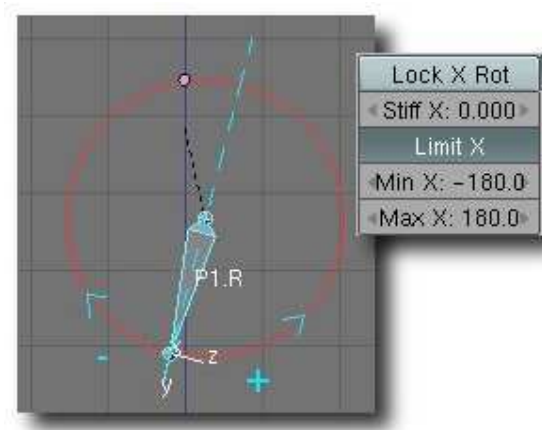 Lock X Rot
Stiff X: 0.000
Limit X
Min X: -180.0
Max X: 180.0
P1.R
z
y
-
+